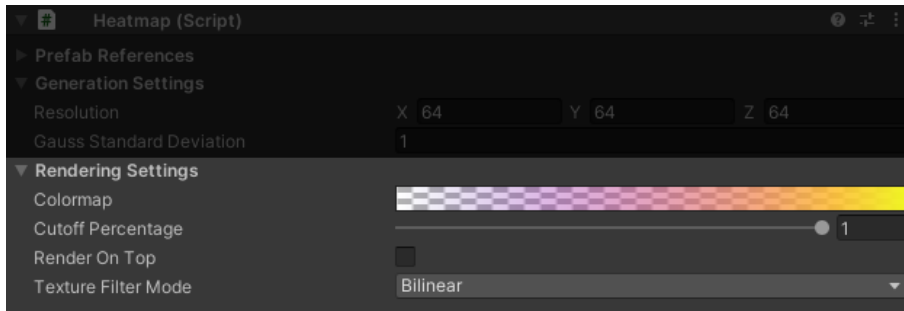 Heatmap (Script)
Prefab References
Generation Settings
Resolution X 64 Y 64 Z 64
Gauss Standard Deviation 1
Rendering Settings
Colormap
Cutoff Percentage 1
Render On Top
Texture Filter Mode Bilinear